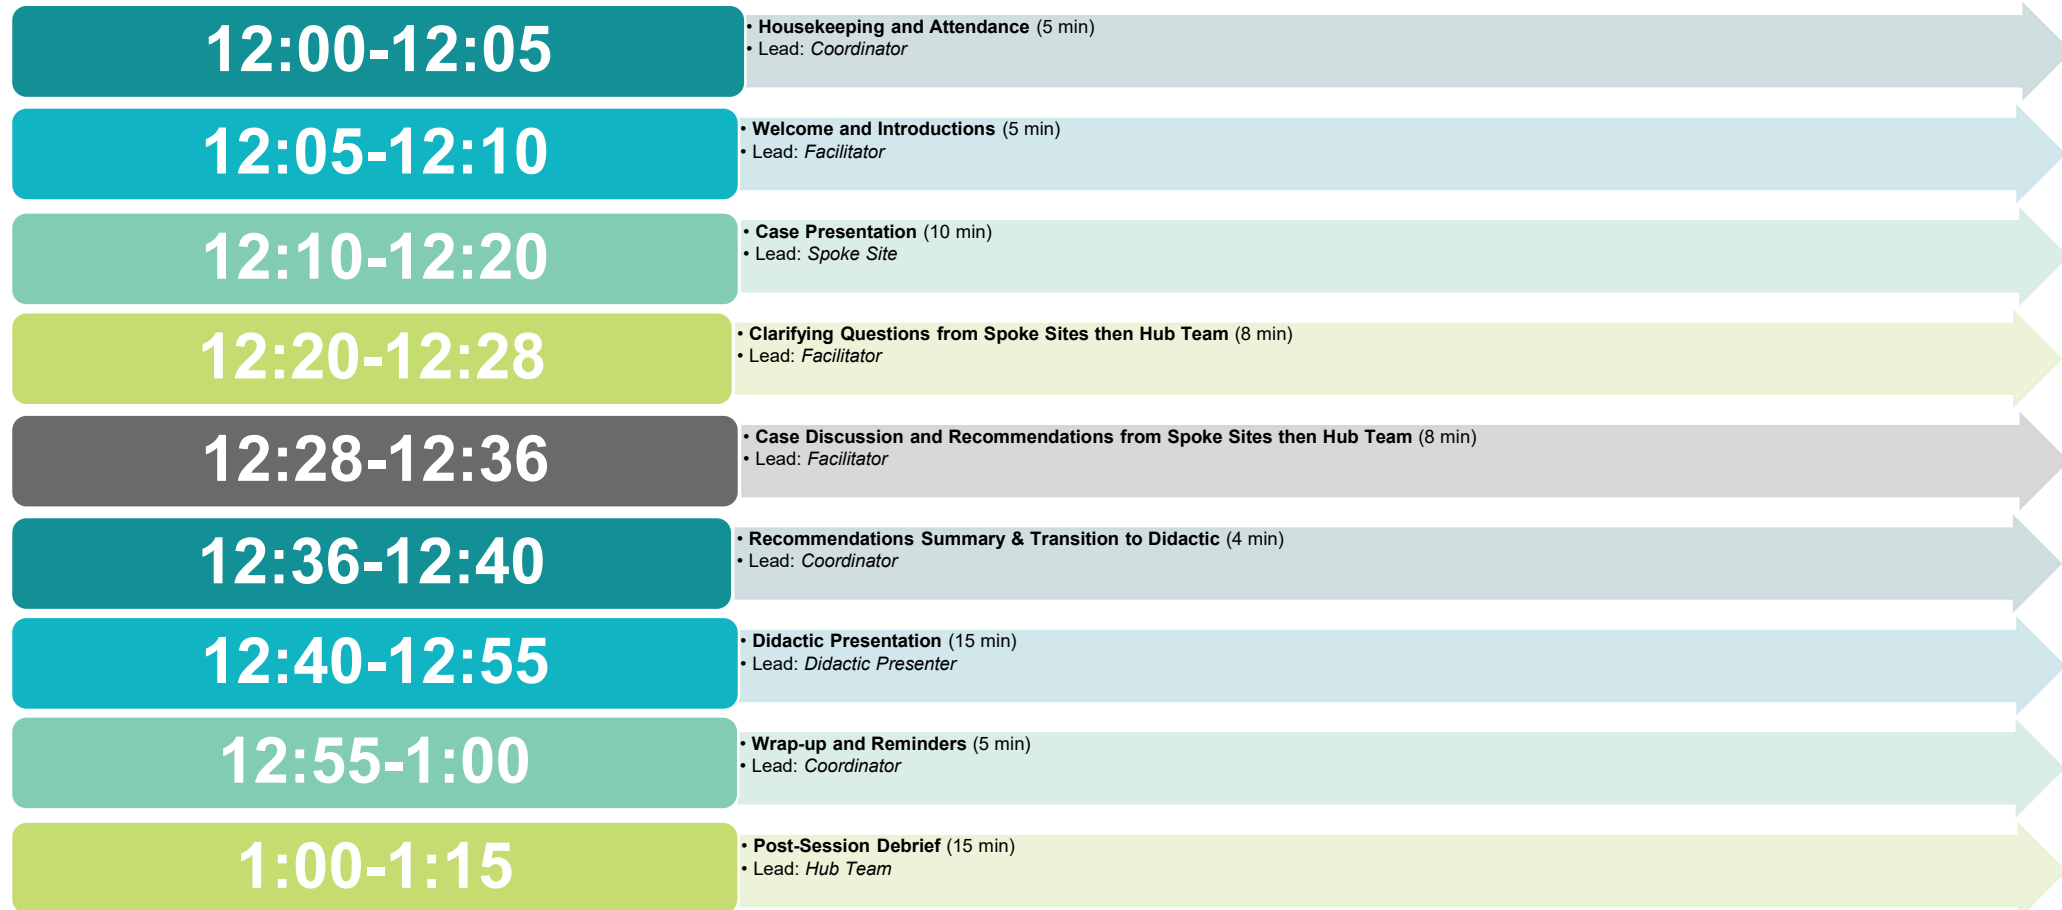 12:00-12:05
• Housekeeping and Attendance (5 min)
• Lead: Coordinator
12:05-12:10
• Welcome and Introductions (5 min)
• Lead: Facilitator
12:10-12:20
• Case Presentation (10 min)
• Lead: Spoke Site
12:20-12:28
• Clarifying Questions from Spoke Sites then Hub Team (8 min)
• Lead: Facilitator
12:28-12:36
• Case Discussion and Recommendations from Spoke Sites then Hub Team (8 min)
• Lead: Facilitator
12:36-12:40
• Recommendations Summary & Transition to Didactic (4 min)
• Lead: Coordinator
12:40-12:55
• Didactic Presentation (15 min)
• Lead: Didactic Presenter
12:55-1:00
• Wrap-up and Reminders (5 min)
• Lead: Coordinator
1:00-1:15
• Post-Session Debrief (15 min)
• Lead: Hub Team